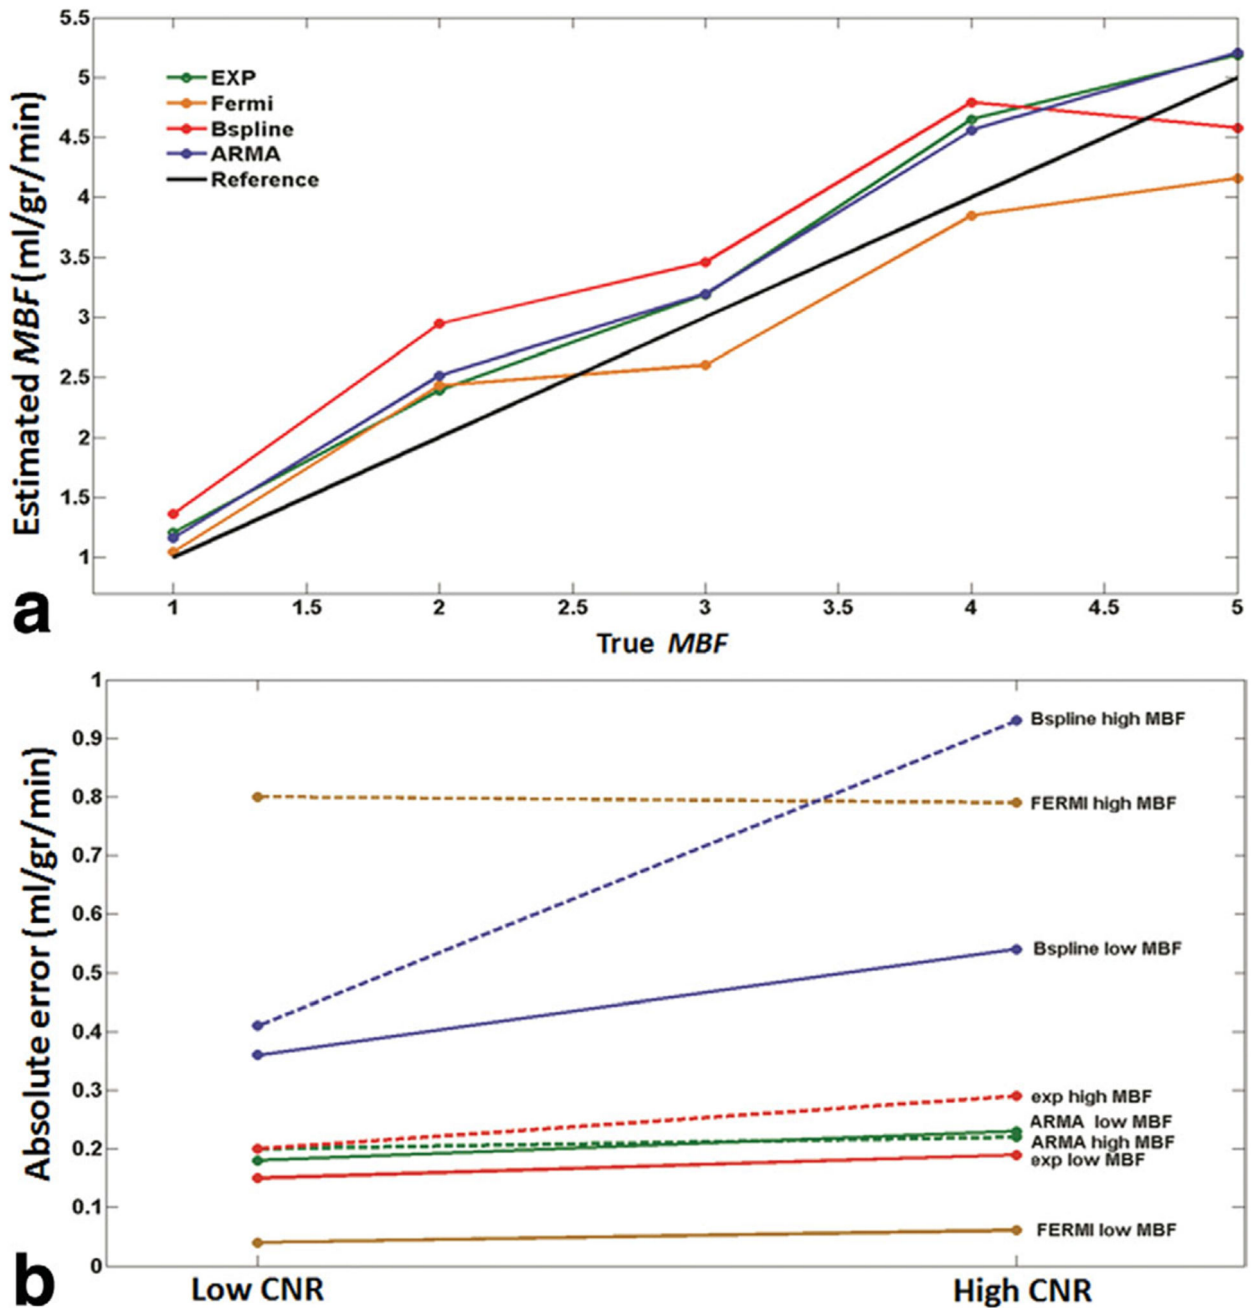 5.5
5
4.5
4
3.5
3
2.5
2
1.5
1
Estimated MBF (ml/gr/min)
EXP
Fermi
Bspline
ARMA
Reference
1 1.5 2 2.5 3 3.5 4 4.5 5
a
True MBF
1
0.9
0.8
0.7
0.6
0.5
0.4
0.3
0.2
0.1
0
Absolute error (ml/gr/min)
Bspline high MBF
FERMI high MBF
Bspline low MBF
exp high MBF
ARMA low MBF
ARMA high MBF
exp low MBF
FERMI low MBF
b
Low CNR High CNR